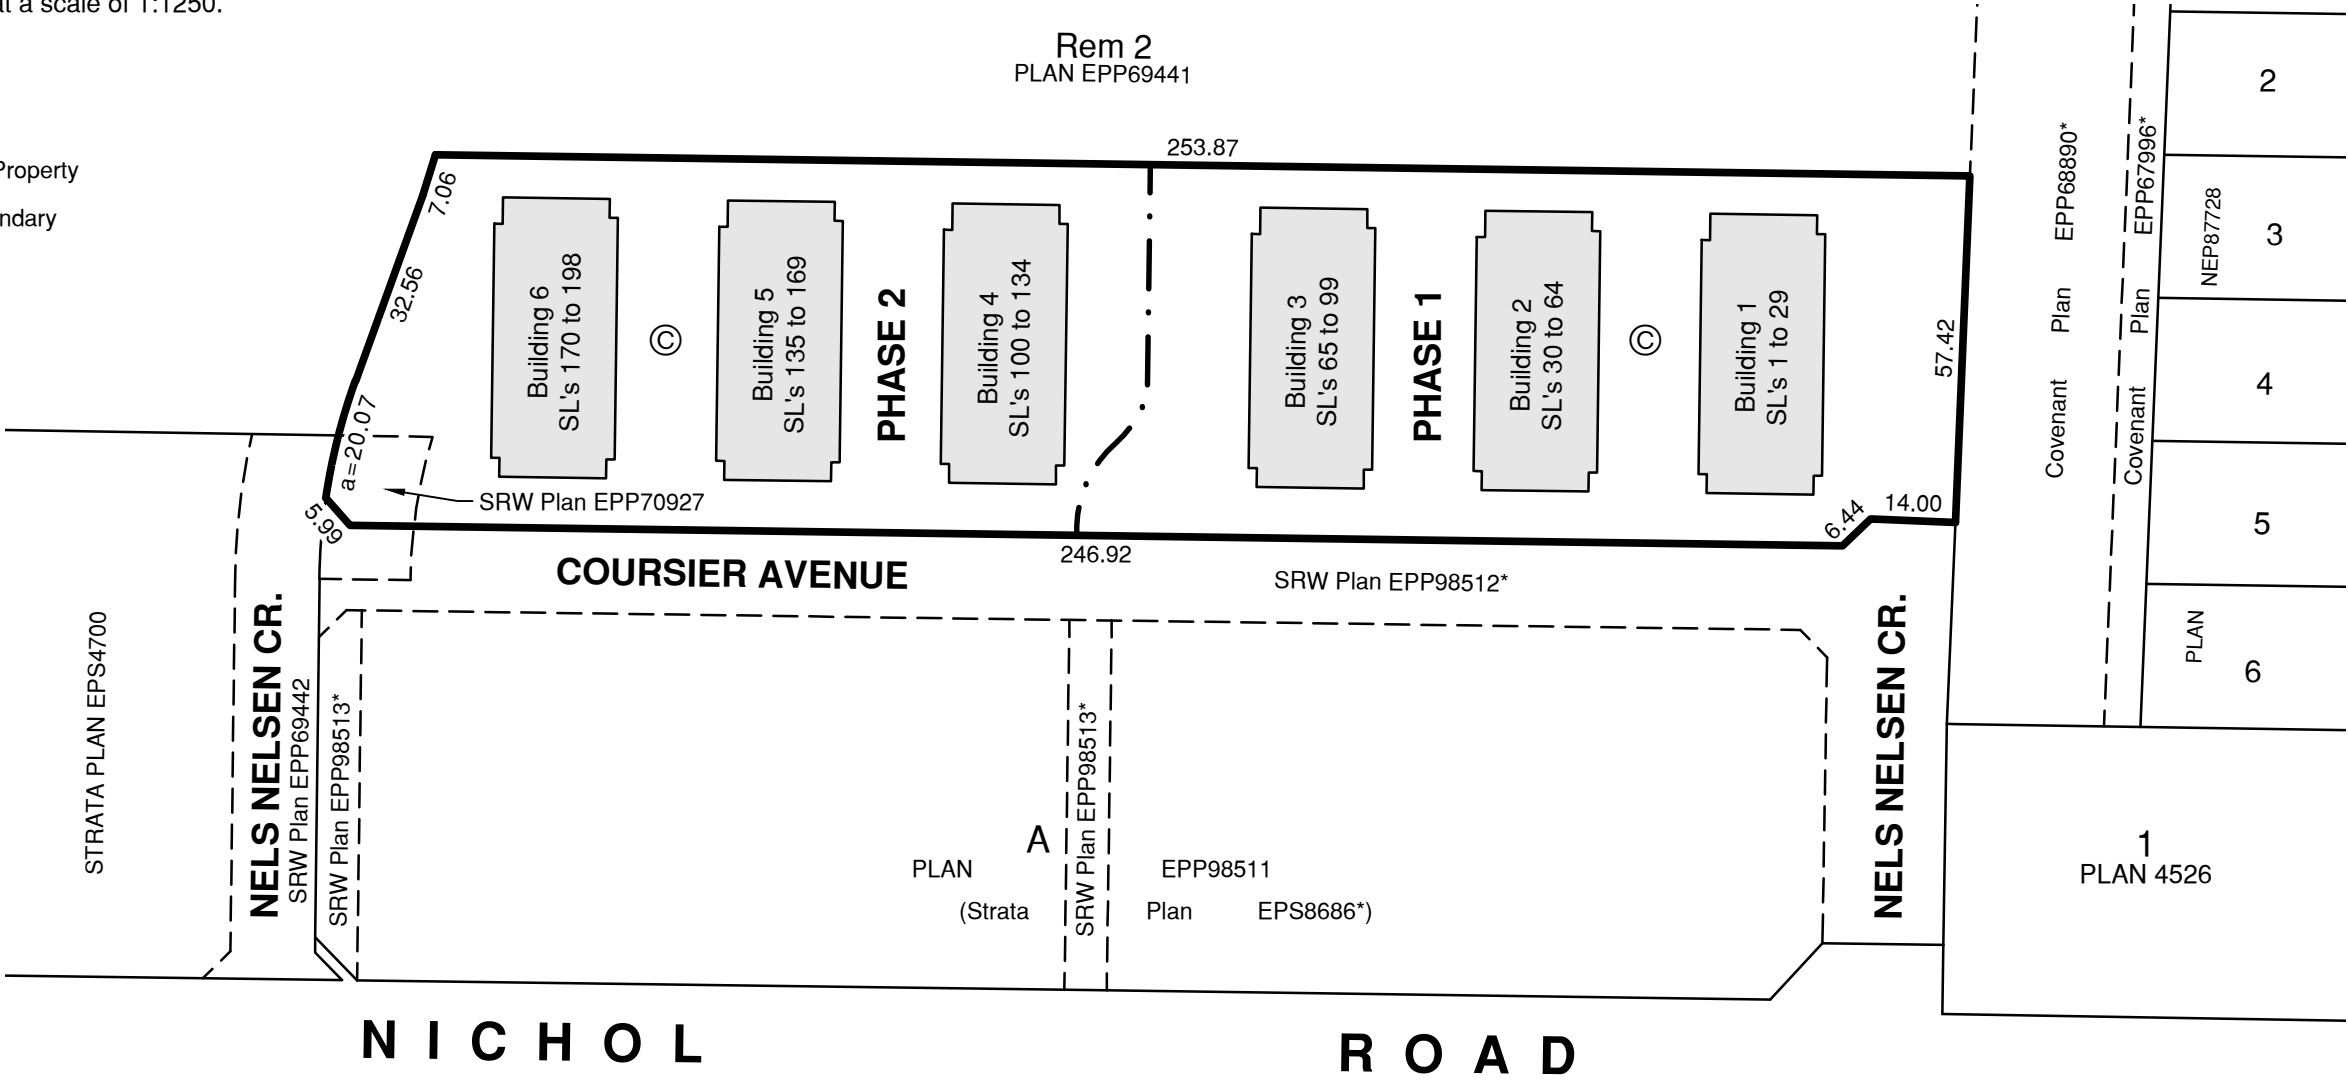 at a scale of 1:1250.
Rem 2
PLAN EPP69441
Property
ndary
253.87
7.06
32.56
a=20.07
5.99
246.92
6.44
14.00
57.42
Building 6
SL's 170 to 198
©
Building 5
SL's 135 to 169
PHASE 2
Building 4
SL's 100 to 134
Building 3
SL's 65 to 99
PHASE 1
Building 2
SL's 30 to 64
©
Building 1
SL's 1 to 29
SRW Plan EPP70927
COURSIER AVENUE
SRW Plan EPP98512*
Covenant Plan EPP68890*
Covenant Plan EPP67996*
PLAN NEP87728
2
3
4
5
6
STRATA PLAN EPS4700
NELS NELSEN CR.
SRW Plan EPP69442
SRW Plan EPP98513*
SRW Plan EPP98513*
A
PLAN EPP98511
(Strata Plan EPS8686*)
NELS NELSEN CR.
1
PLAN 4526
NICHOL ROAD